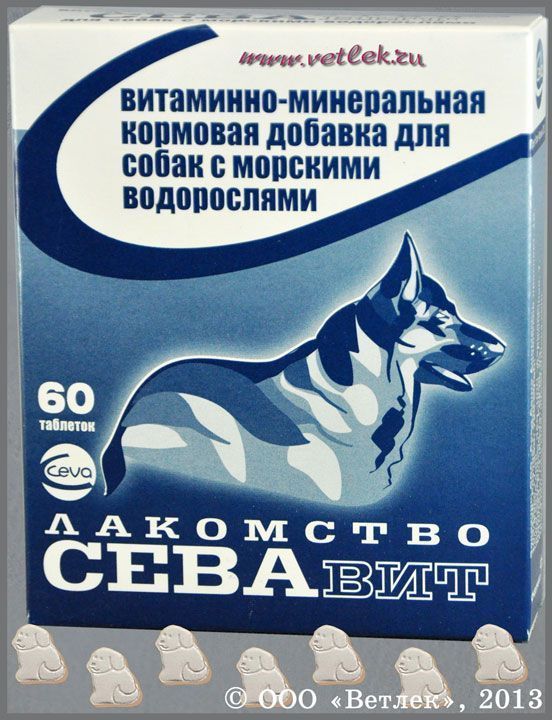 www.vetlek.ru
витаминно-минеральная
кормовая добавка для
собак с морскими
водорослями
60
таблеток
ceva
ЛАКОМСТВО
СЕВАВИТ
© ООО «Ветлек», 2013